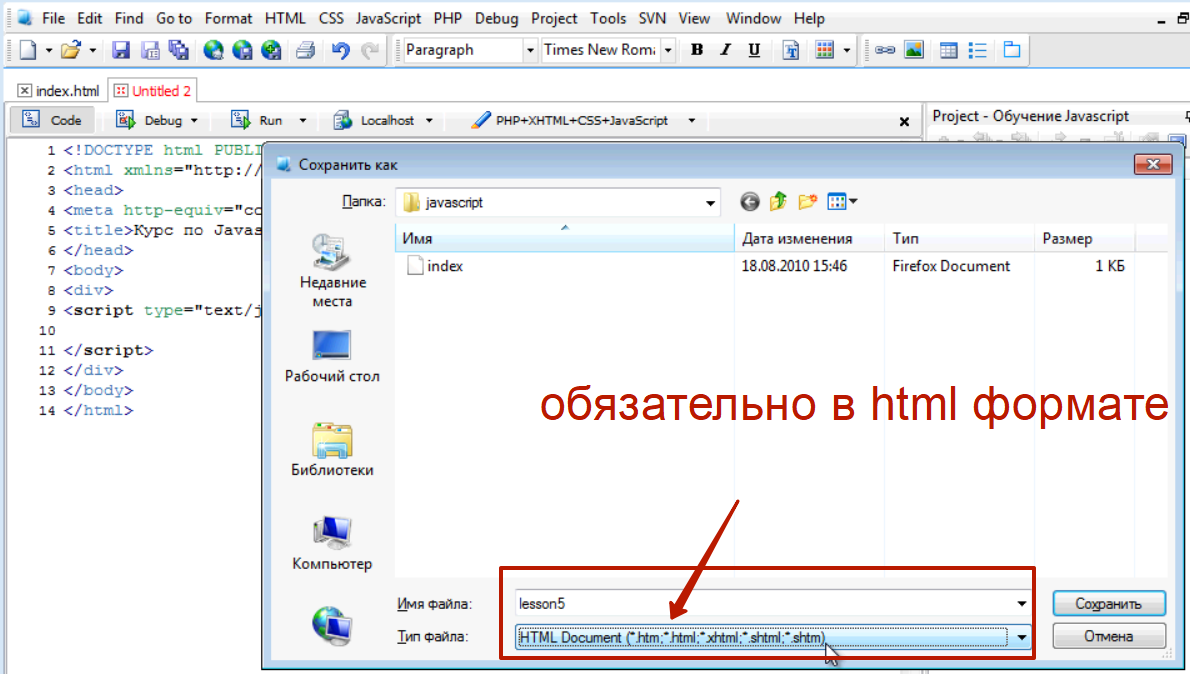 File Edit Find Go to Format HTML CSS JavaScript PHP Debug Project Tools SVN View Window Help
Paragraph Times New Roma B I U T
index.html Untitled 2
Code Debug Run Localhost PHP+XHTML+CSS+JavaScript
Project - Обучение Javascript
1 <!DOCTYPE html PUBLI
2 <html xmlns="http://
3 <head>
4 <meta http-equiv="co
5 <title>Курс по Javas
6 </head>
7 <body>
8 <div>
9 <script type="text/j
10
11 </script>
12 </div>
13 </body>
14 </html>
Сохранить как
Папка: javascript
Имя Дата изменения Тип Размер
index 18.08.2010 15:46 Firefox Document 1 КБ
Недавние
места
Рабочий стол
Библиотеки
Компьютер
обязательно в html формате
Имя файла: lesson5 Сохранить
Тип файла: HTML Document (*.htm;*.html;*.xhtml;*.shtml;*.shtm) Отмена